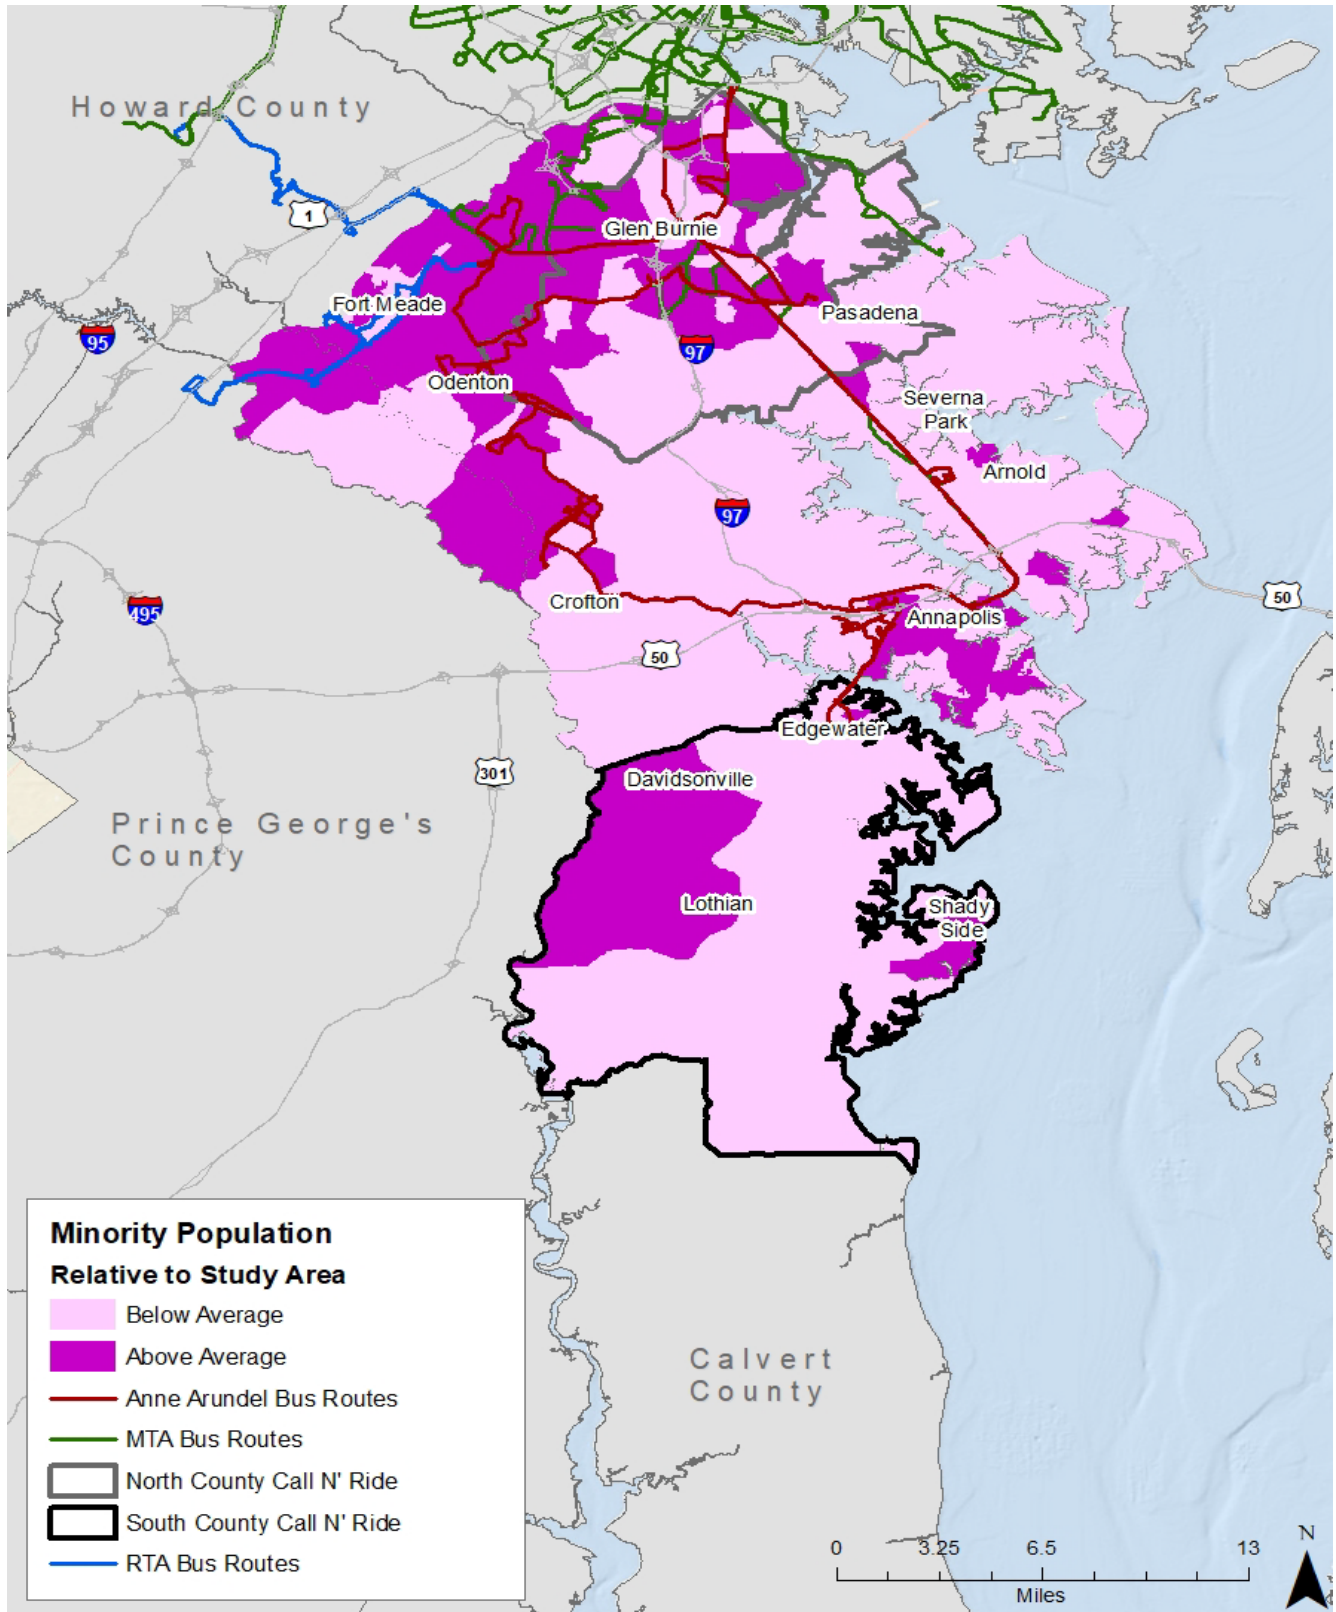 Howard County
1
Glen Burnie
Fort Meade
Pasadena
95
97
Odenton
Severna
Park
Arnold
97
Crofton
495
50
Annapolis
50
Edgewater
301
Davidsonville
Prince George's
County
Lothian
Shady
Side
Minority Population
Relative to Study Area
Below Average
Above Average
Anne Arundel Bus Routes
MTA Bus Routes
North County Call N' Ride
South County Call N' Ride
RTA Bus Routes
Calvert
County
0 3.25 6.5 13
Miles
N